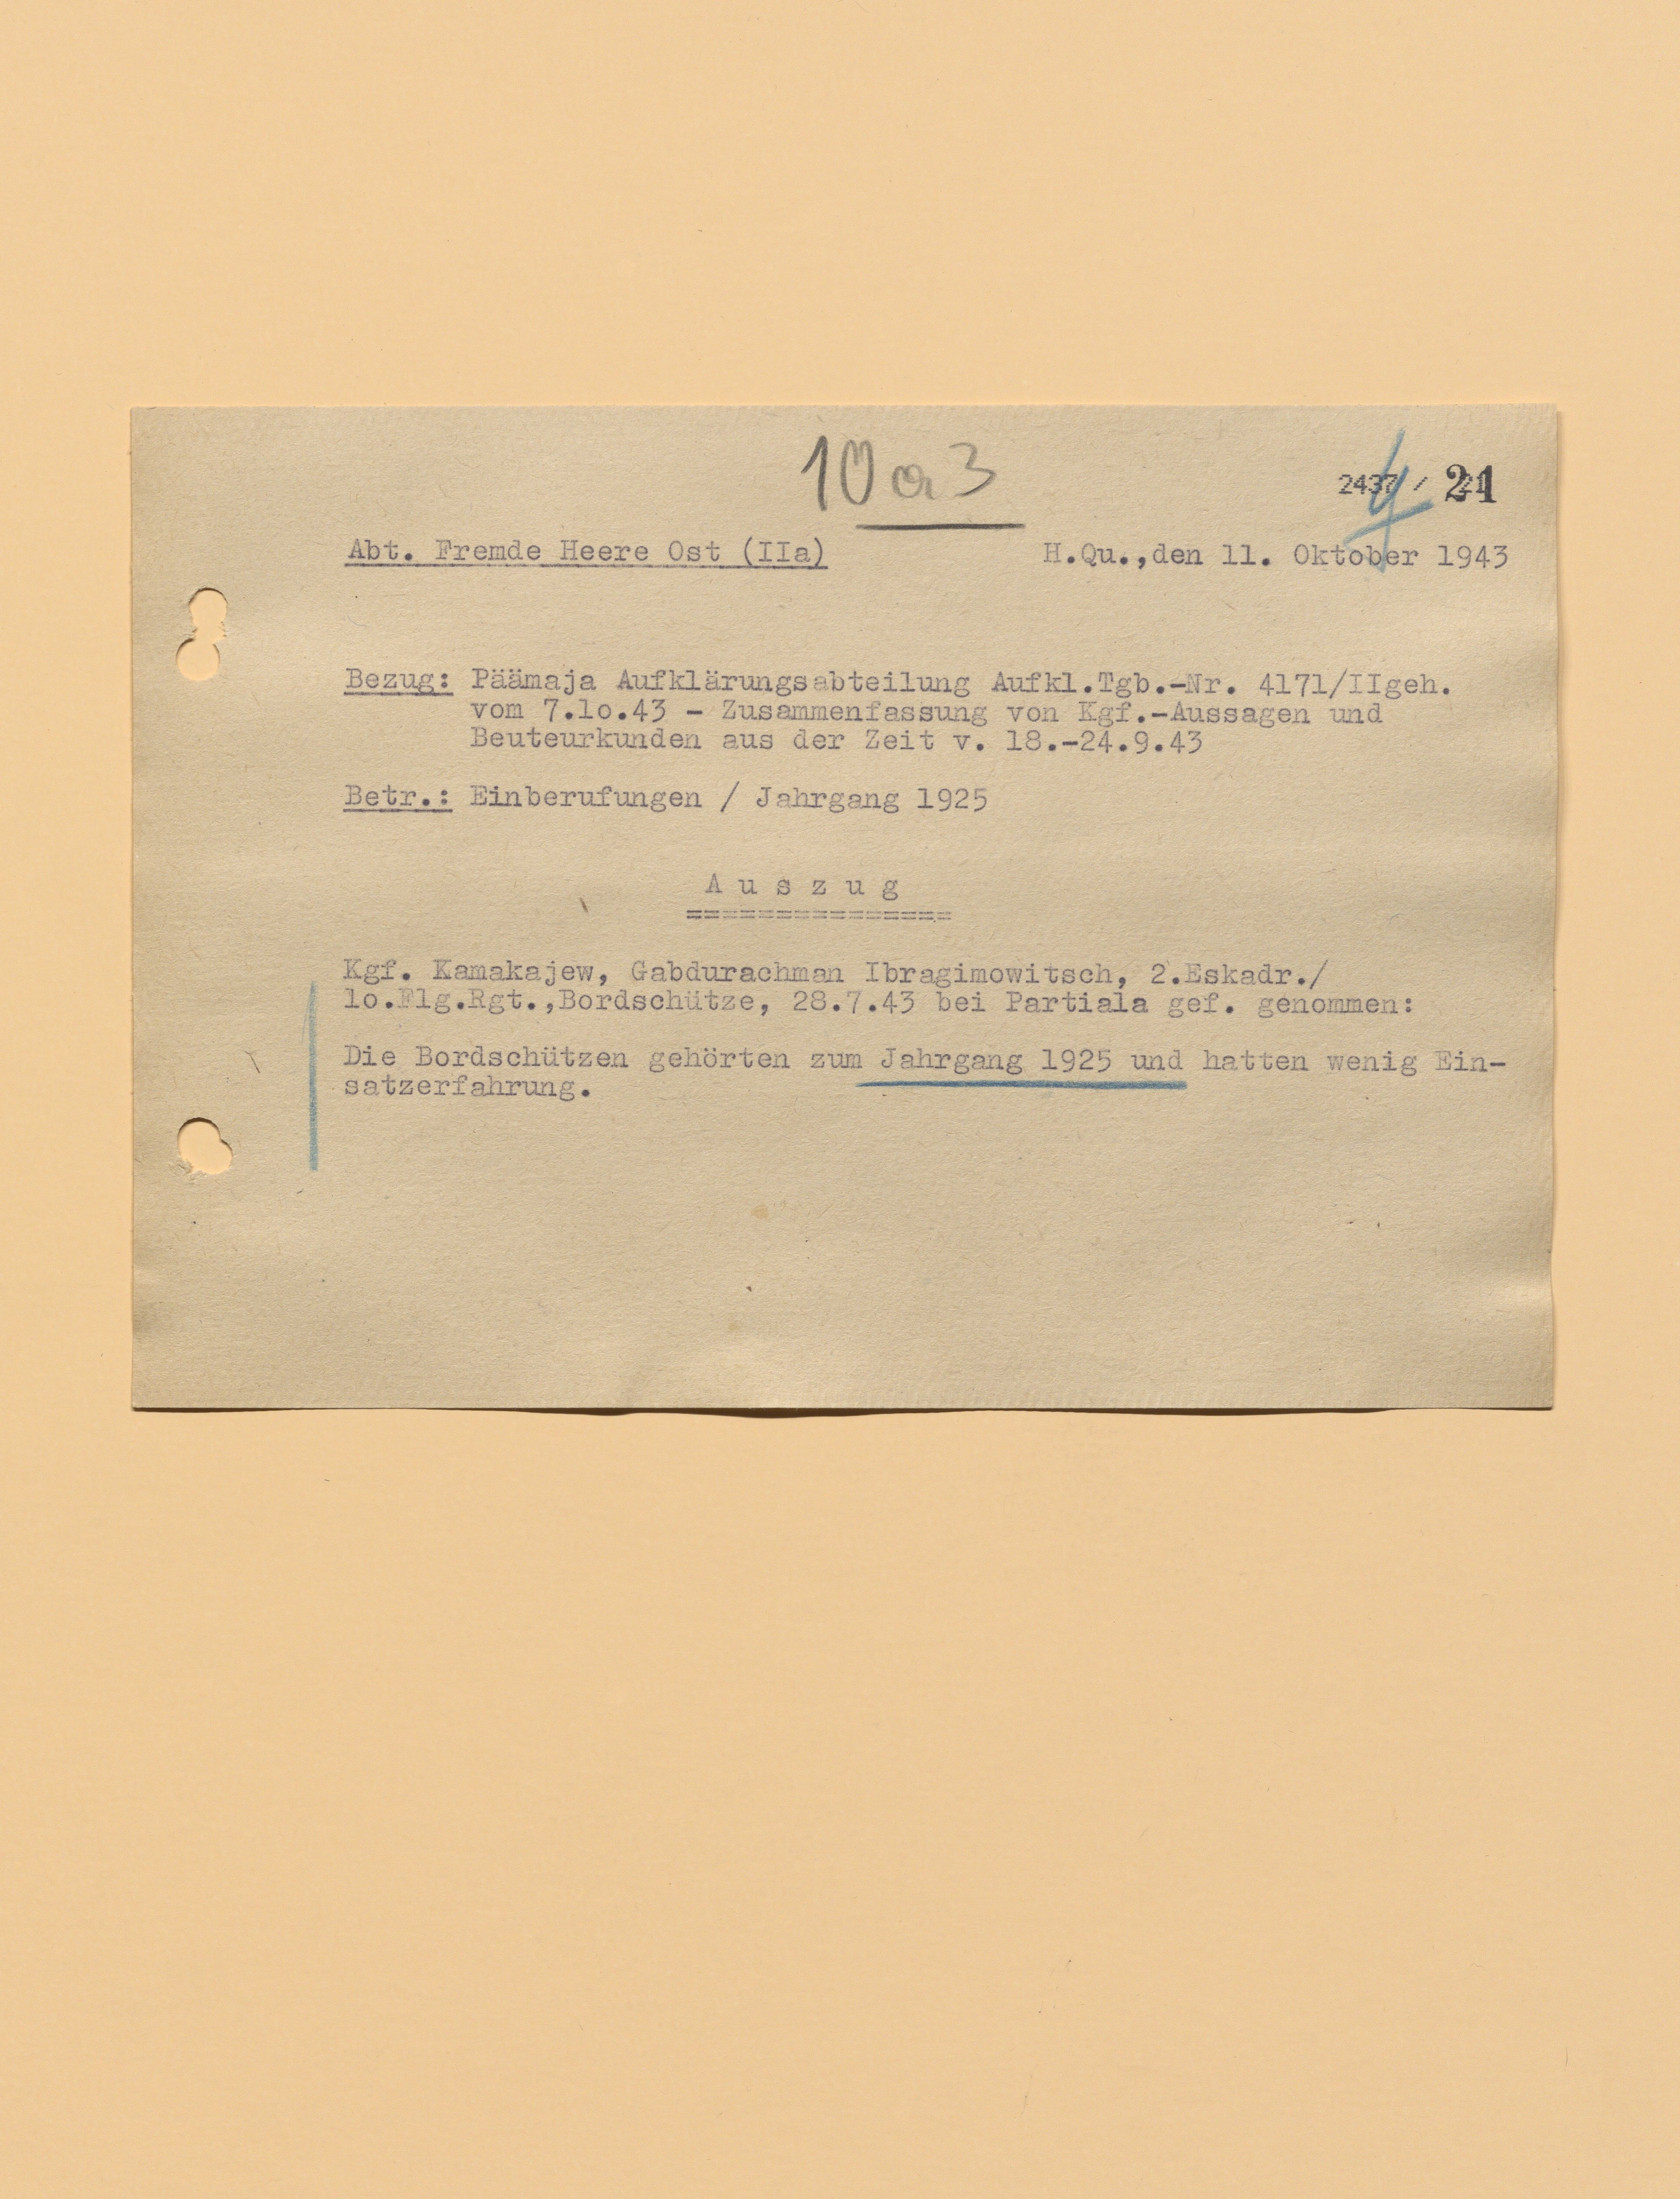 10 a 3
2437 / 21
Abt. Fremde Heere Ost (IIa)
H.Qu.,den 11. Oktober 1943
Bezug: Päämaja Aufklärungsabteilung Aufkl.Tgb.-Nr. 4171/IIgeh.
vom 7.1o.43 - Zusammenfassung von Kgf.-Aussagen und
Beuteurkunden aus der Zeit v. 18.-24.9.43
Betr.: Einberufungen / Jahrgang 1925
A u s z u g
===============
Kgf. Kamakajew, Gabdurachman Ibragimowitsch, 2.Eskadr./
1o.Flg.Rgt.,Bordschütze, 28.7.43 bei Partiala gef. genommen:
Die Bordschützen gehörten zum Jahrgang 1925 und hatten wenig Ein-
satzerfahrung.